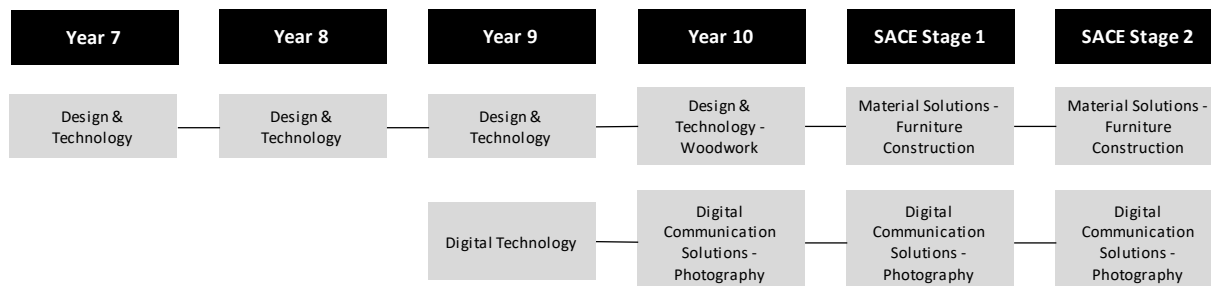 Year 7
Year 8
Year 9
Year 10
SACE Stage 1
SACE Stage 2
Design &
Technology
Design &
Technology
Design &
Technology
Design &
Technology -
Woodwork
Material Solutions -
Furniture
Construction
Material Solutions -
Furniture
Construction
Digital Technology
Digital
Communication
Solutions -
Photography
Digital
Communication
Solutions -
Photography
Digital
Communication
Solutions -
Photography